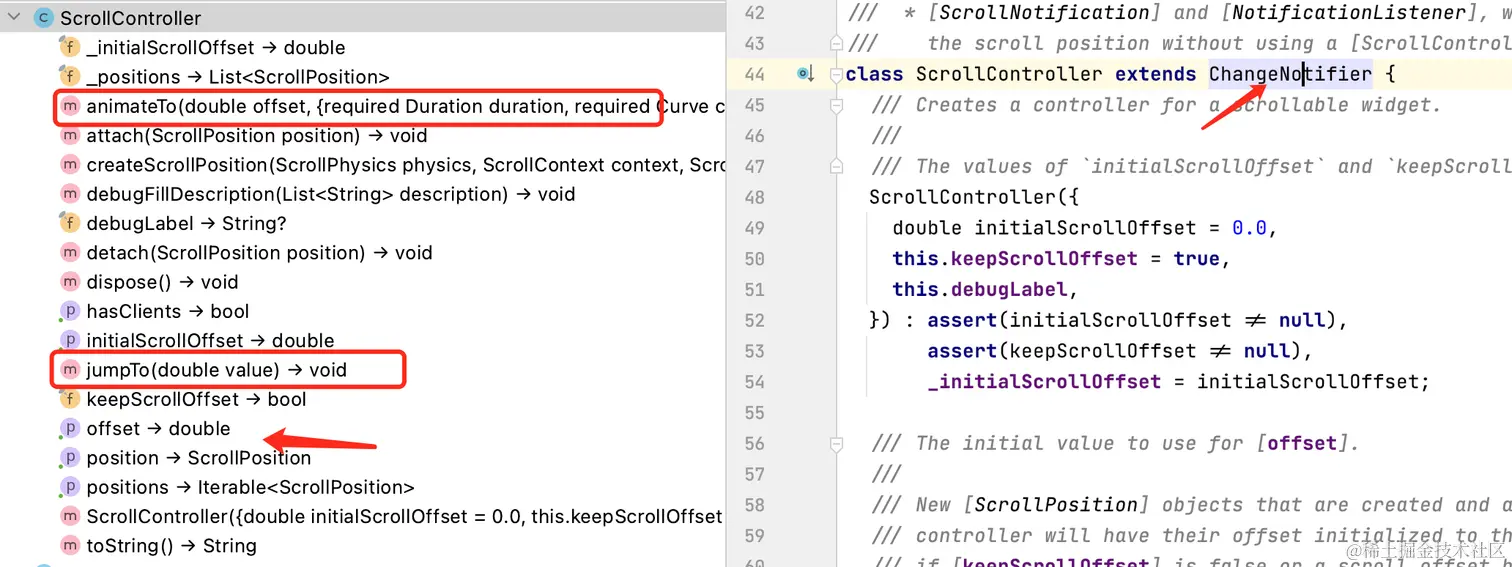 ScrollController
_initialScrollOffset → double
_positions → List<ScrollPosition>
animateTo(double offset, {required Duration duration, required Curve c
attach(ScrollPosition position) → void
createScrollPosition(ScrollPhysics physics, ScrollContext context, Scro
debugFillDescription(List<String> description) → void
debugLabel → String?
detach(ScrollPosition position) → void
dispose() → void
hasClients → bool
initialScrollOffset → double
jumpTo(double value) → void
keepScrollOffset → bool
offset → double
position → ScrollPosition
positions → Iterable<ScrollPosition>
ScrollController({double initialScrollOffset = 0.0, this.keepScrollOffset
toString() → String
42 /// * [ScrollNotification] and [NotificationListener], w
43 /// the scroll position without using a [ScrollContro
44 class ScrollController extends ChangeNotifier {
45 /// Creates a controller for a scrollable widget.
46 ///
47 /// The values of `initialScrollOffset` and `keepScroll
48 ScrollController({
49 double initialScrollOffset = 0.0,
50 this.keepScrollOffset = true,
51 this.debugLabel,
52 }) : assert(initialScrollOffset ≠ null),
53 assert(keepScrollOffset ≠ null),
54 _initialScrollOffset = initialScrollOffset;
55
56 /// The initial value to use for [offset].
57 ///
58 /// New [ScrollPosition] objects that are created and a
59 /// controller will have their offset initialized to th
60 /// if [keepScrollOffset] is false or a scroll offset h
@稀土掘金技术社区